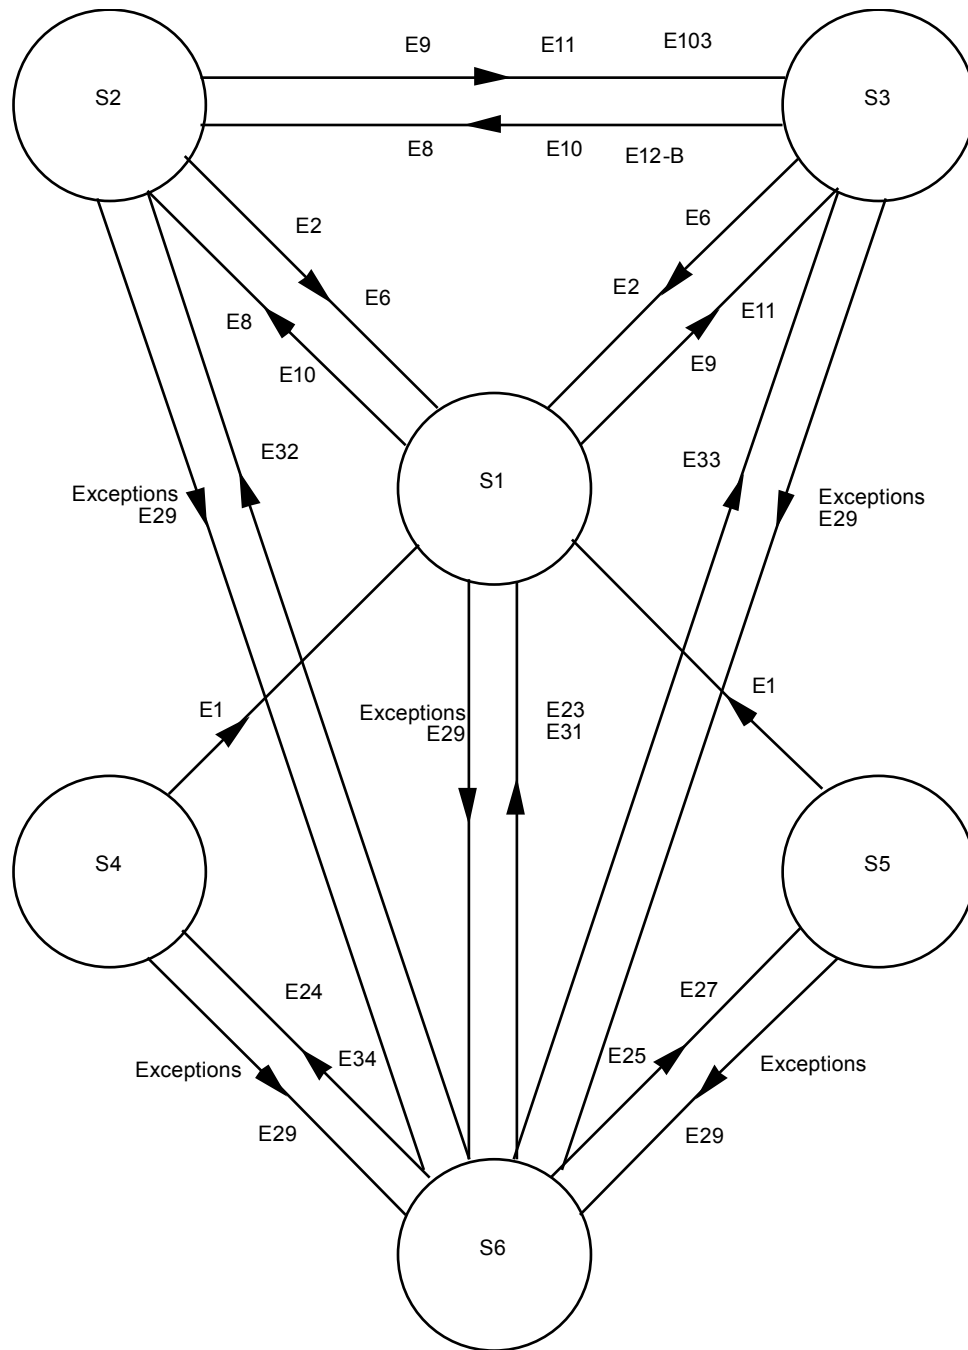 E9 E11 E103
S2 S3
E8 E10 E12-B
E2 E6
E6 E2
E8 E11
E10 E9
E32 E33
S1
Exceptions
E29
Exceptions
E29
E1 E1
Exceptions
E29
E23
E31
S4 S5
E24 E27
E34 E25
Exceptions Exceptions
E29 E29
S6